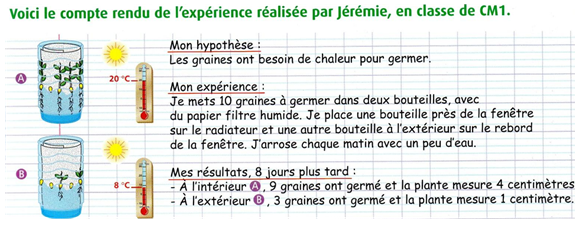 Voici le compte rendu de l'expérience réalisée par Jérémie, en classe de CM1.
Mon hypothèse :
Les graines ont besoin de chaleur pour germer.
A
20 °C
Mon expérience :
Je mets 10 graines à germer dans deux bouteilles, avec
du papier filtre humide. Je place une bouteille près de la fenêtre
sur le radiateur et une autre bouteille à l'extérieur sur le rebord
de la fenêtre. J'arrose chaque matin avec un peu d'eau.
B
8 °C
Mes résultats, 8 jours plus tard :
- À l'intérieur A, 9 graines ont germé et la plante mesure 4 centimètres
- À l'extérieur B, 3 graines ont germé et la plante mesure 1 centimètre.